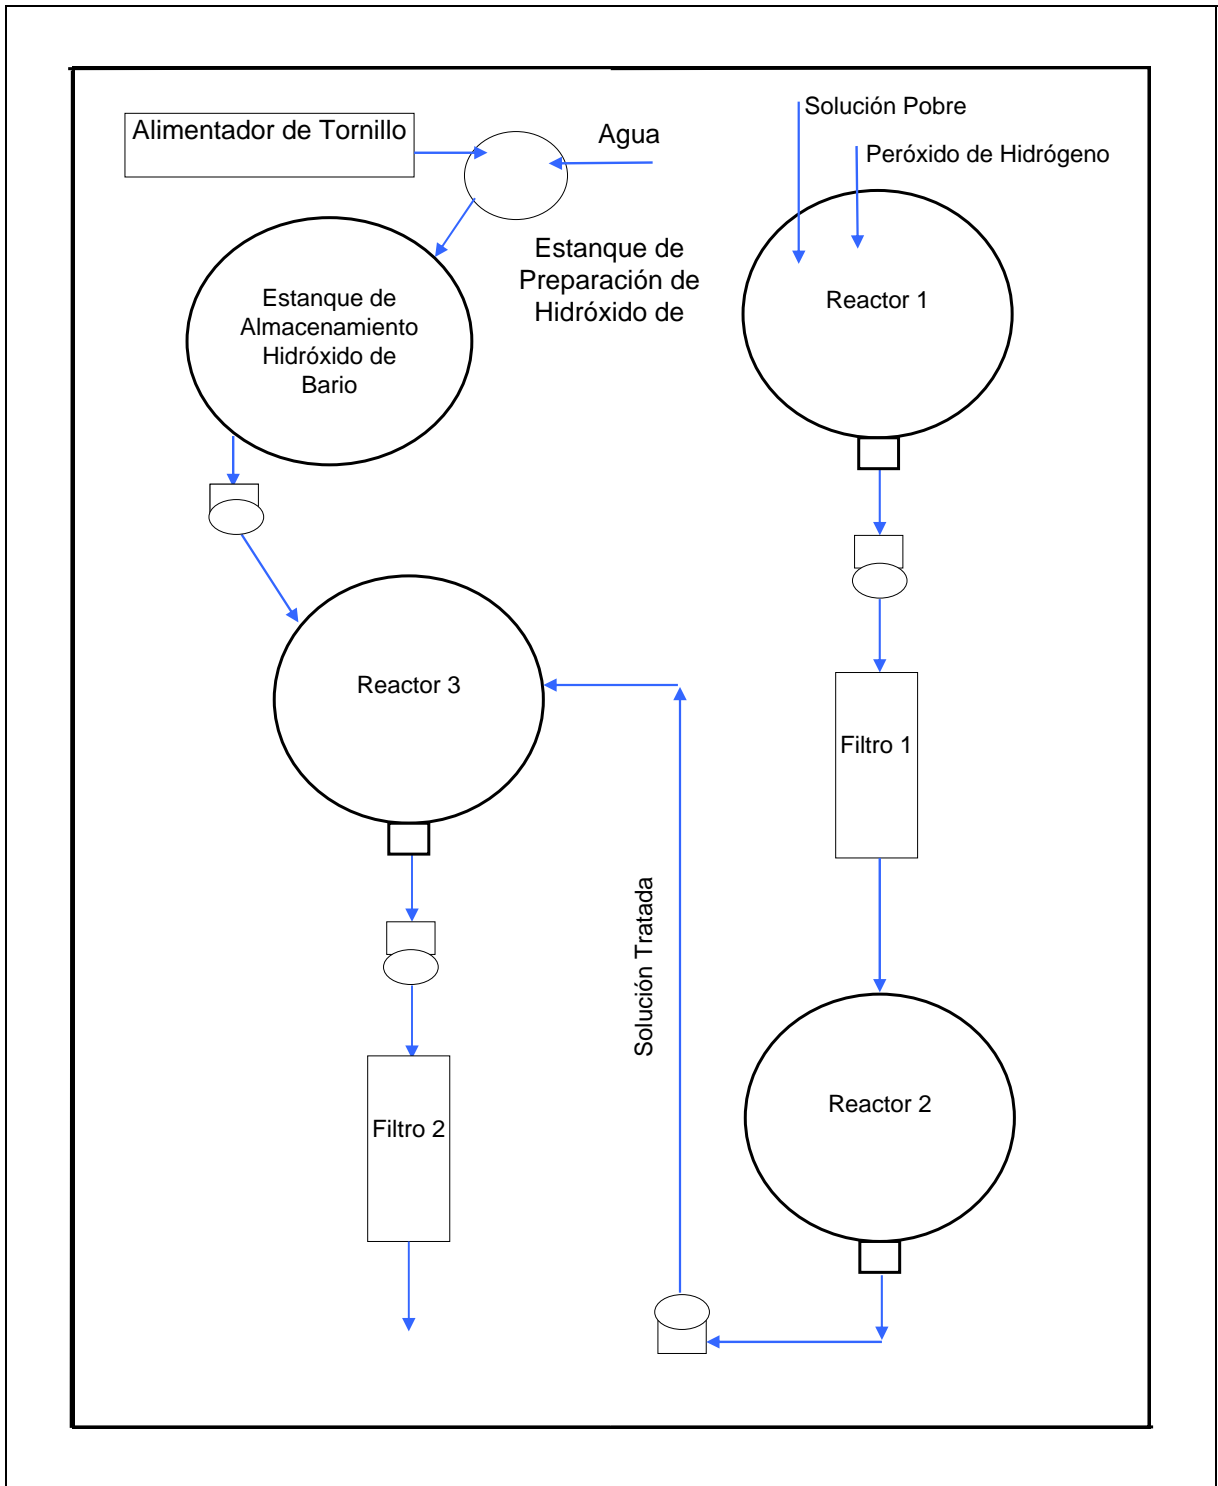 Alimentador de Tornillo
Agua
Solución Pobre
Peróxido de Hidrógeno
Estanque de
Preparación de
Hidróxido de
Estanque de
Almacenamiento
Hidróxido de
Bario
Reactor 1
Reactor 3
Filtro 1
Solución Tratada
Filtro 2
Reactor 2